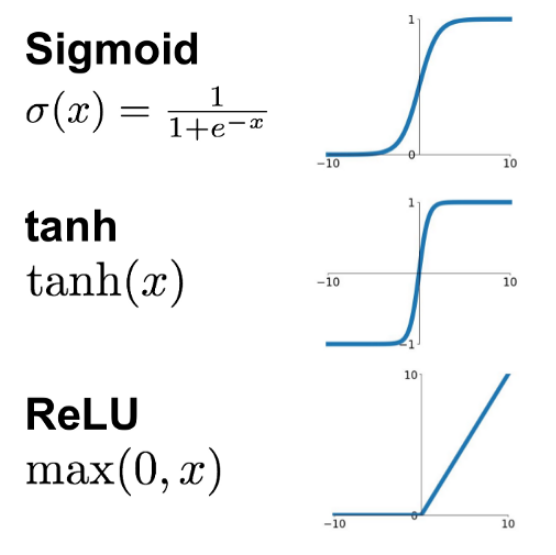 Sigmoid
σ(x) = 1/(1+e^−x)
1
0
−10 10
tanh
tanh(x)
1
−10 10
−1
ReLU
max(0, x)
10
0
−10 10